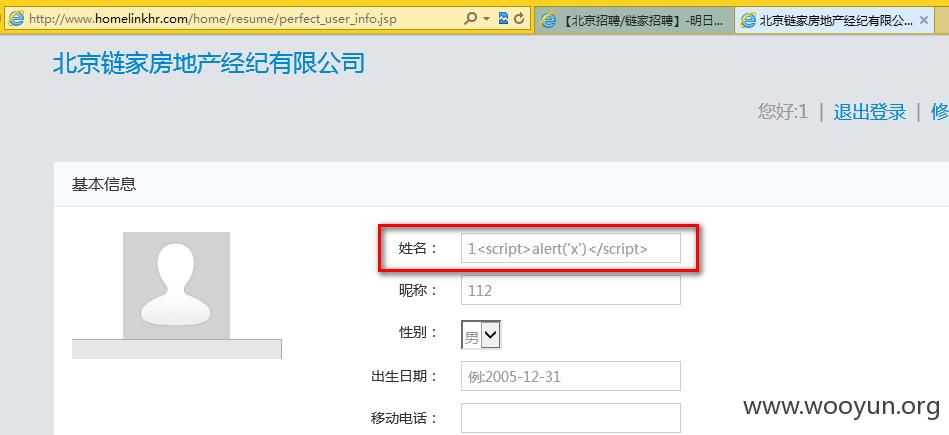 http://www.homelinkhr.com/home/resume/perfect_user_info.jsp
【北京招聘/链家招聘】-明日...
北京链家房地产经纪有限公...
北京链家房地产经纪有限公司
您好:1 | 退出登录 | 修
基本信息
姓名： 1<script>alert('x')</script>
昵称： 112
性别： 男
出生日期： 例:2005-12-31
移动电话：
www.wooyun.org